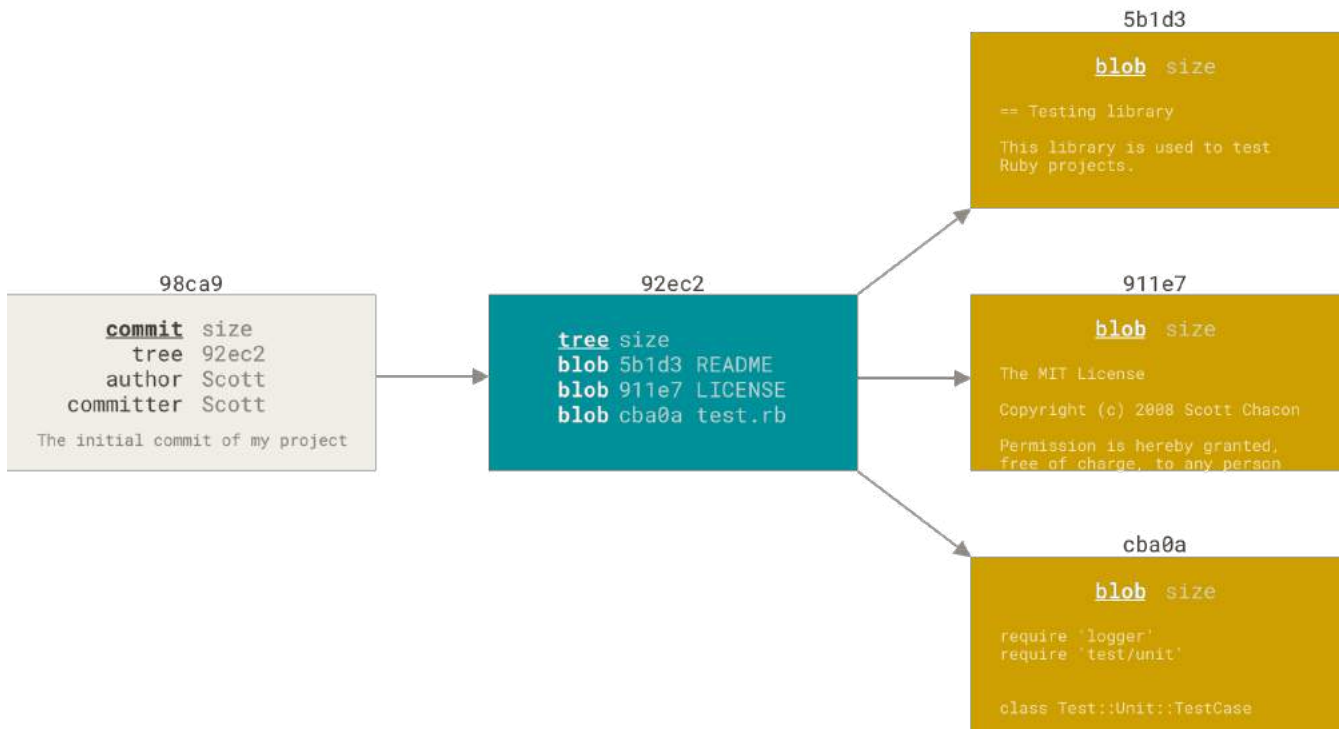 98ca9
commit size
tree 92ec2
author Scott
committer Scott
The initial commit of my project
92ec2
tree size
blob 5b1d3 README
blob 911e7 LICENSE
blob cba0a test.rb
5b1d3
blob size
== Testing library
This library is used to test
Ruby projects.
911e7
blob size
The MIT License
Copyright (c) 2008 Scott Chacon
Permission is hereby granted,
free of charge, to any person
cba0a
blob size
require 'logger'
require 'test/unit'
class Test::Unit::TestCase